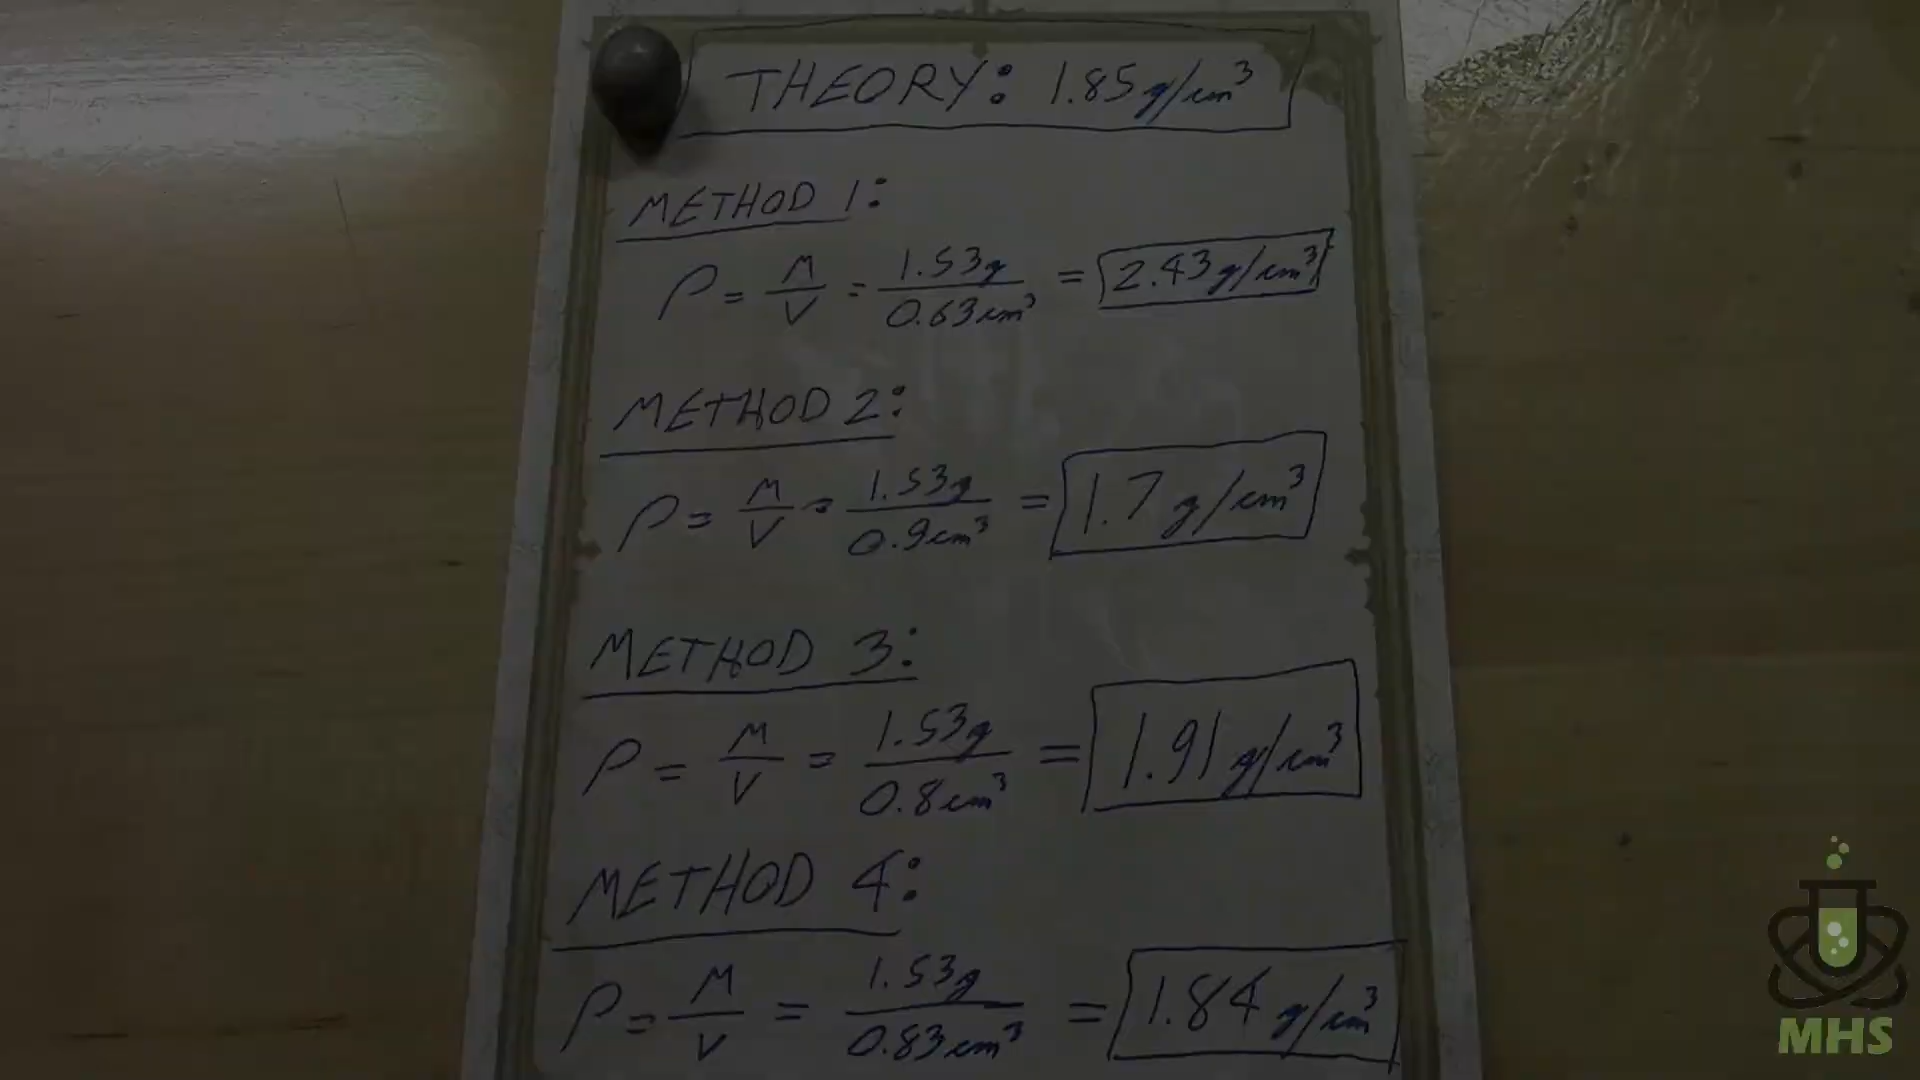 THEORY: 1.85 g/cm³
METHOD 1:
ρ = M/V = 1.53g/0.63cm³ = 2.43g/cm³
METHOD 2:
ρ = M/V = 1.53g/0.9cm³ = 1.7 g/cm³
METHOD 3:
ρ = M/V = 1.53g/0.8cm³ = 1.91 g/cm³
METHOD 4:
ρ = M/V = 1.53g/0.83cm³ = 1.84 g/cm³
MHS